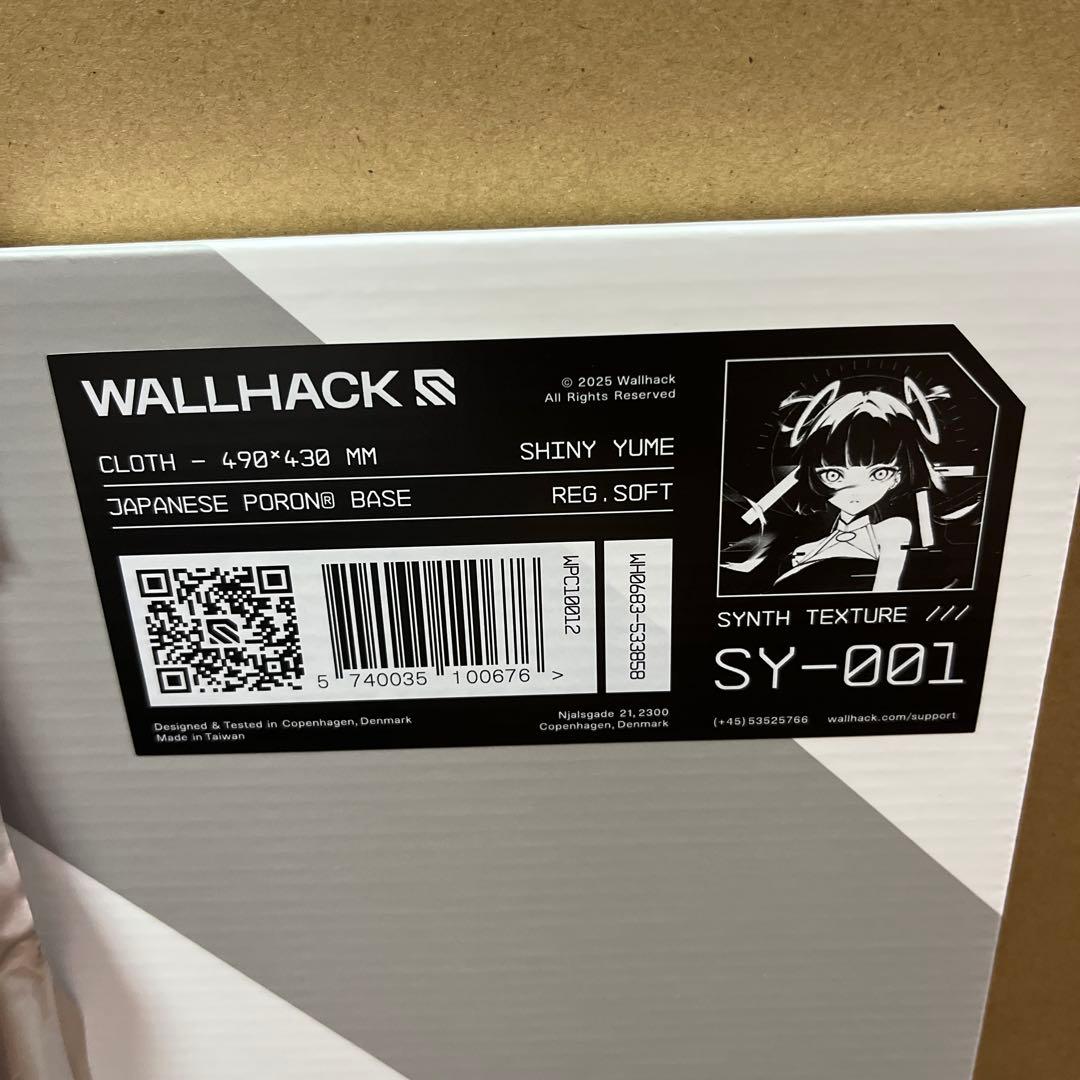 WALLHACK
© 2025 Wallhack
All Rights Reserved
CLOTH – 490×430 MM
SHINY YUME
JAPANESE PORON® BASE
REG.SOFT
WPC10012
WH0683-53858
5 740035 100676 >
Designed & Tested in Copenhagen, Denmark
Made in Taiwan
Njalsgade 21, 2300
Copenhagen, Denmark
SYNTH TEXTURE ///
SY-001
(+45)53525766 wallhack.com/support